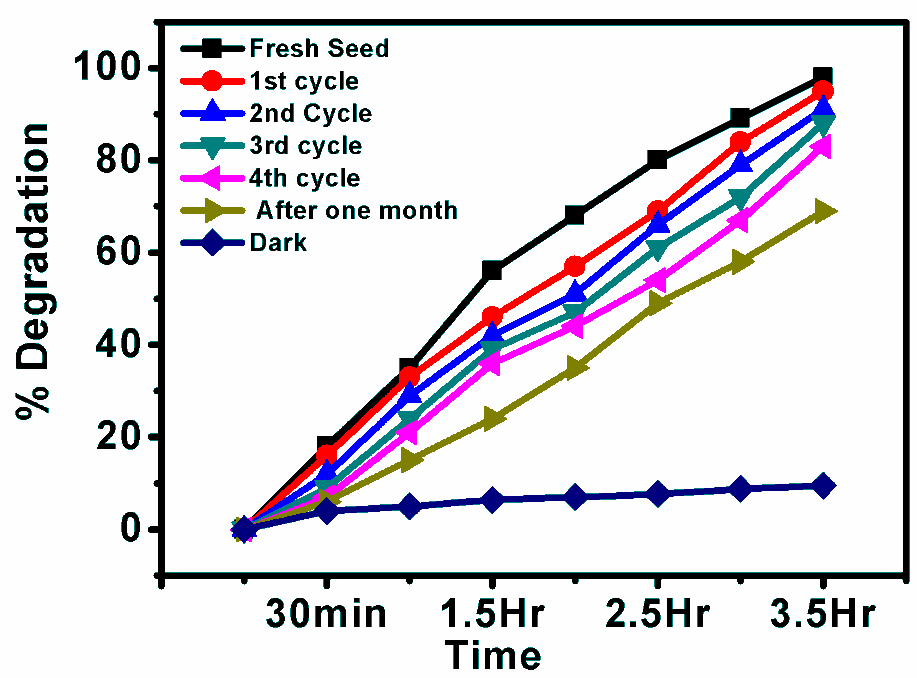 100
80
60
40
20
0
% Degradation
Fresh Seed
1st cycle
2nd Cycle
3rd cycle
4th cycle
After one month
Dark
30min 1.5Hr 2.5Hr 3.5Hr
Time